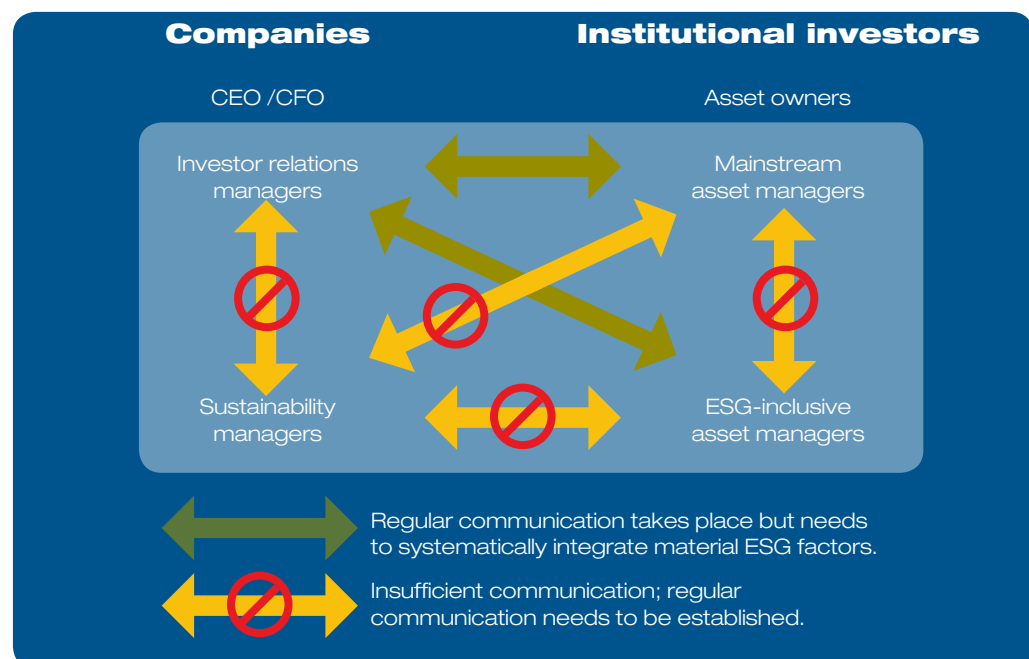 Companies
Institutional investors
CEO /CFO
Asset owners
Investor relations
managers
Mainstream
asset managers
Sustainability
managers
ESG-inclusive
asset managers
Regular communication takes place but needs
to systematically integrate material ESG factors.
Insufficient communication; regular
communication needs to be established.